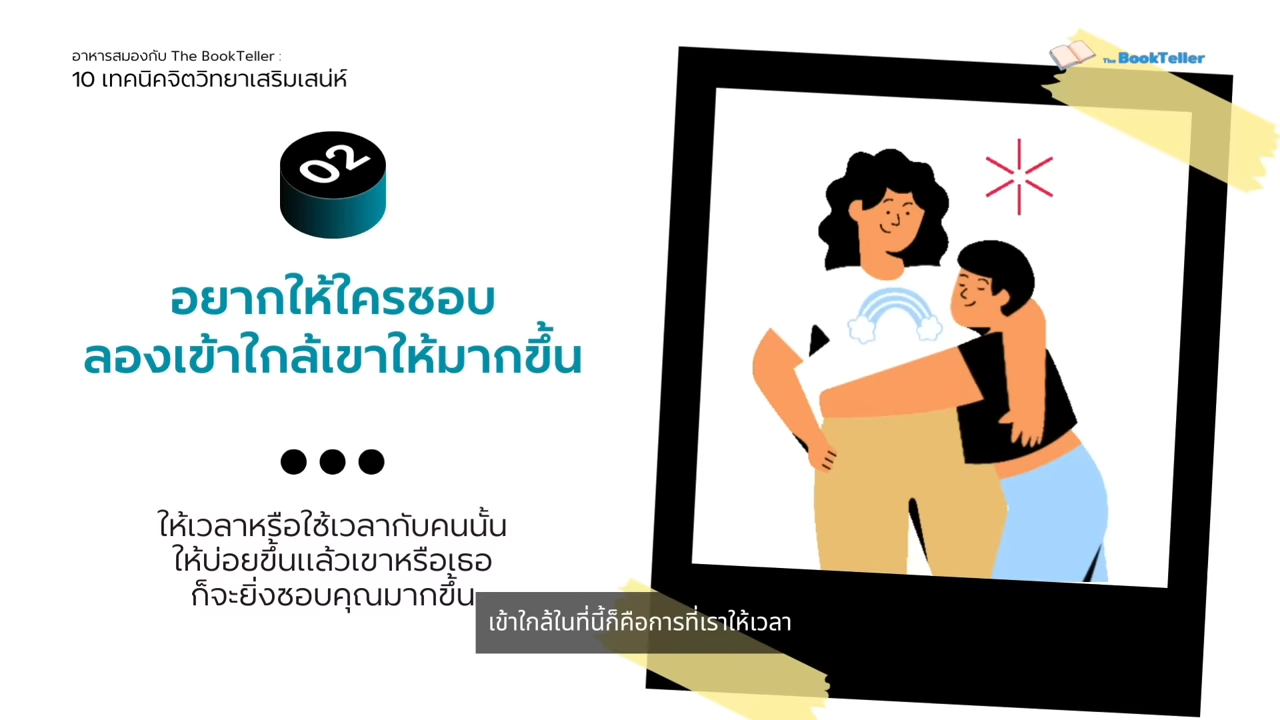 อาหารสมองกับ The BookTeller :
10 เทคนิคจิตวิทยาเสริมเสน่ห์
The BookTeller
02
อยากให้ใครชอบ
ลองเข้าใกล้เขาให้มากขึ้น
ให้เวลาหรือใช้เวลากับคนนั้น
ให้บ่อยขึ้นแล้วเขาหรือเธอ
ก็จะยิ่งชอบคุณมากขึ้น
เข้าใกล้ในที่นี้ก็คือการที่เราให้เวลา